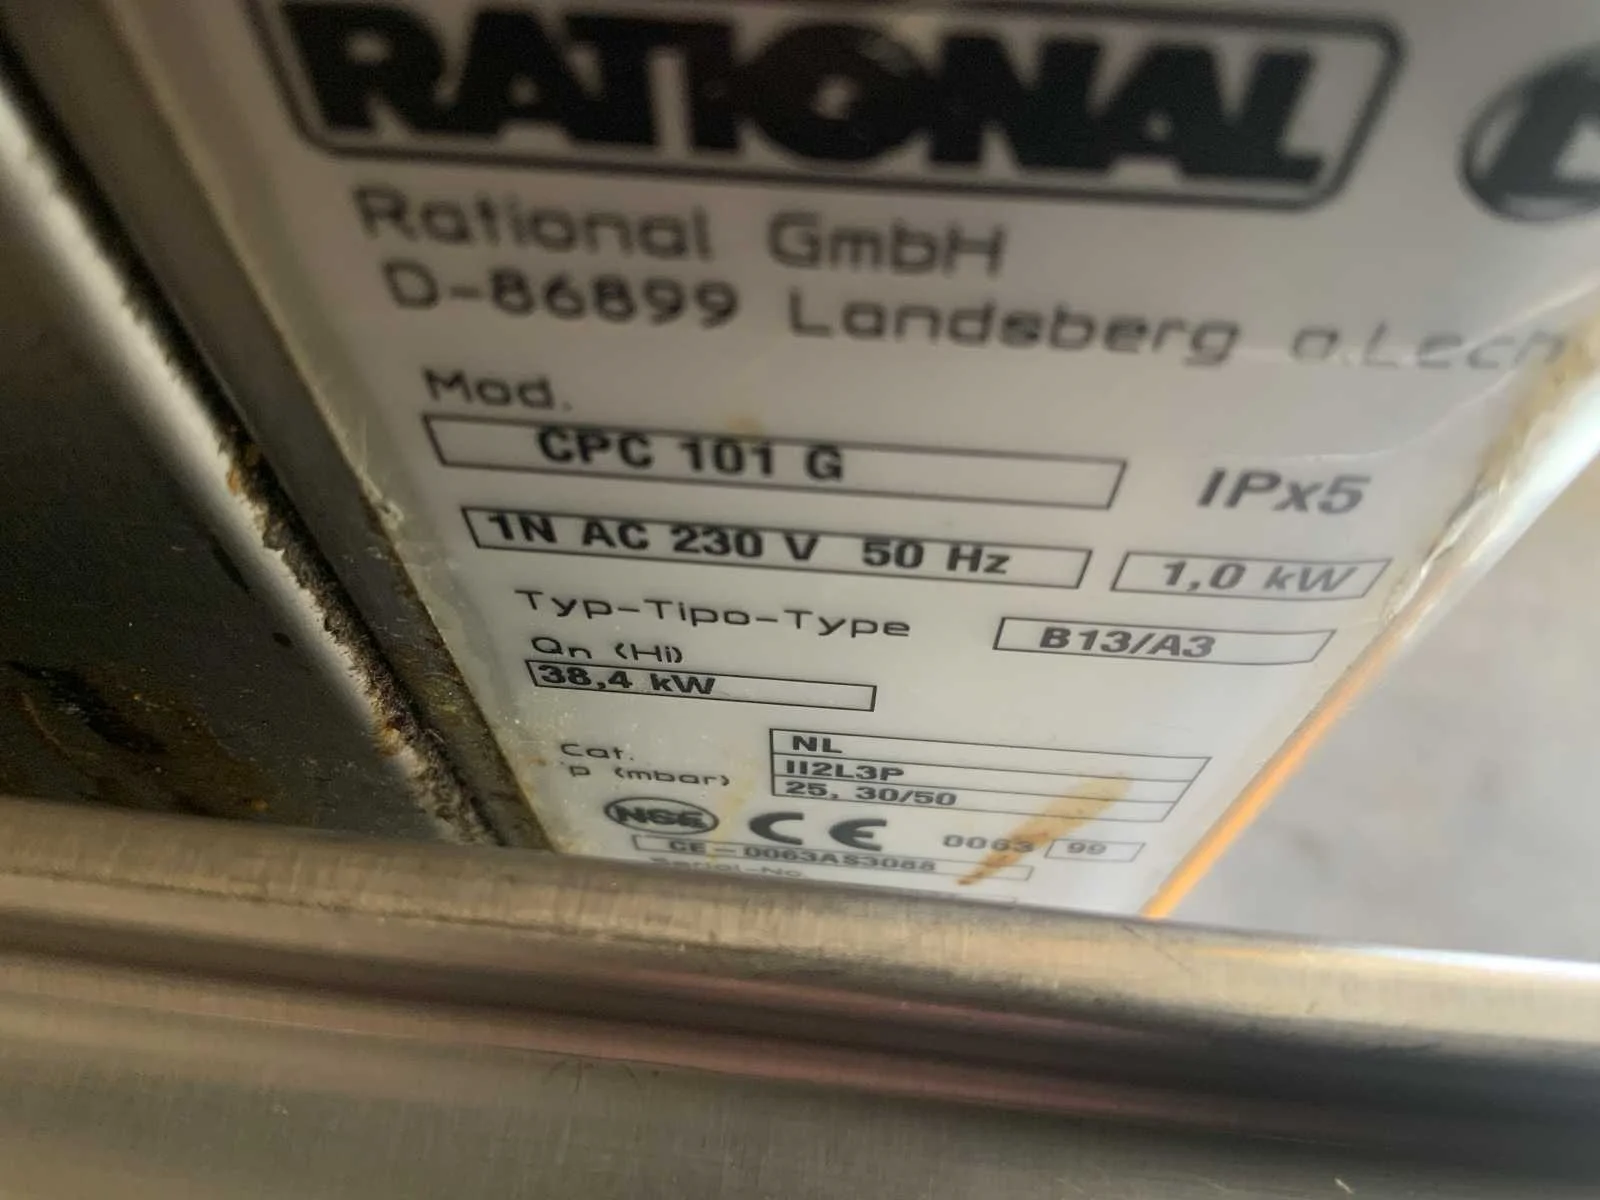 RATIONAL
Rational GmbH
D-86899 Landsberg a.Lech
Mod.
CPC 101 G IPx5
1N AC 230 V 50 Hz 1,0 kW
Typ-Tipo-Type B13/A3
Qn (Hi)
38,4 kW
NL
Cat. II2L3P
p (mbar) 25, 30/50
CE 0063 99
CE-0063AS3088
Serial-No.